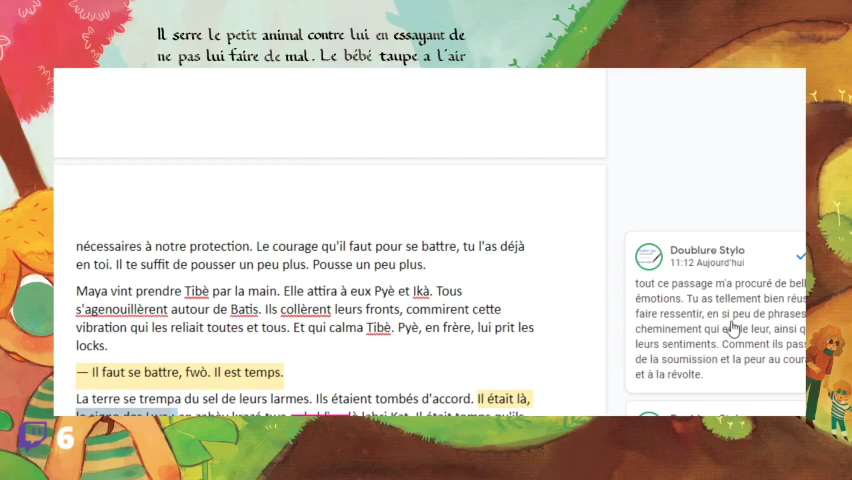 Il serre le petit animal contre lui en essayant de
ne pas lui faire de mal. Le bébé taupe a l'air
nécessaires à notre protection. Le courage qu'il faut pour se battre, tu l'as déjà
en toi. Il te suffit de pousser un peu plus. Pousse un peu plus.
Maya vint prendre Tibè par la main. Elle attira à eux Pyè et Ikà. Tous
s'agenouillèrent autour de Batis. Ils collèrent leurs fronts, commirent cette
vibration qui les reliait toutes et tous. Et qui calma Tibè. Pyè, en frère, lui prit les
locks.
— Il faut se battre, fwò. Il est temps.
La terre se trempa du sel de leurs larmes. Ils étaient tombés d'accord. Il était là,
Doublure Stylo
11:12 Aujourd'hui
tout ce passage m'a procuré de bell
émotions. Tu as tellement bien réus
faire ressentir, en si peu de phrases
cheminement qui le leur, ainsi q
leurs sentiments. Comment ils pas
de la soumission et la peur au cour
et à la révolte.
6